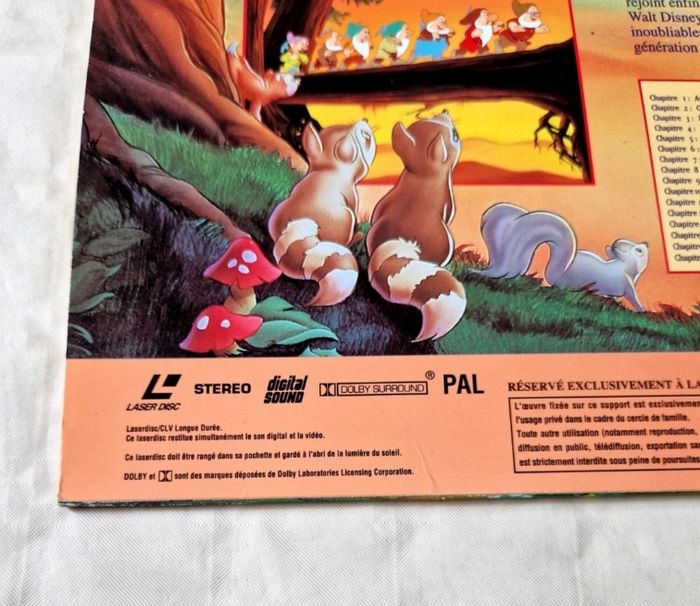 rejoint enfin
Walt Disney
inoubliables
génération
Chapitre 1 :
Chapitre 2 :
Chapitre 3 :
Chapitre 4 :
Chapitre 5 :
Chapitre 6 :
Chapitre 7 :
Chapitre 8
Chapitre 9
Chapitre
Chapitre
Chapitre
Chapitre
Chapitre
Chapitre
LASER DISC
STEREO
digital SOUND
DOLBY SURROUND ®
PAL
RÉSERVÉ EXCLUSIVEMENT À LA
Laserdisc/CLV Longue Durée.
Ce laserdisc restitue simultanément le son digital et la vidéo.
Ce laserdisc doit être rangé dans sa pochette et gardé à l'abri de la lumière du soleil.
DOLBY et sont des marques déposées de Dolby Laboratories Licensing Corporation.
L'œuvre fixée sur ce support est exclusivement
l'usage privé dans le cadre du cercle de famille.
Toute autre utilisation (notamment reproduction,
diffusion en public, télédiffusion, exportation
est strictement interdite sous peine de poursuites